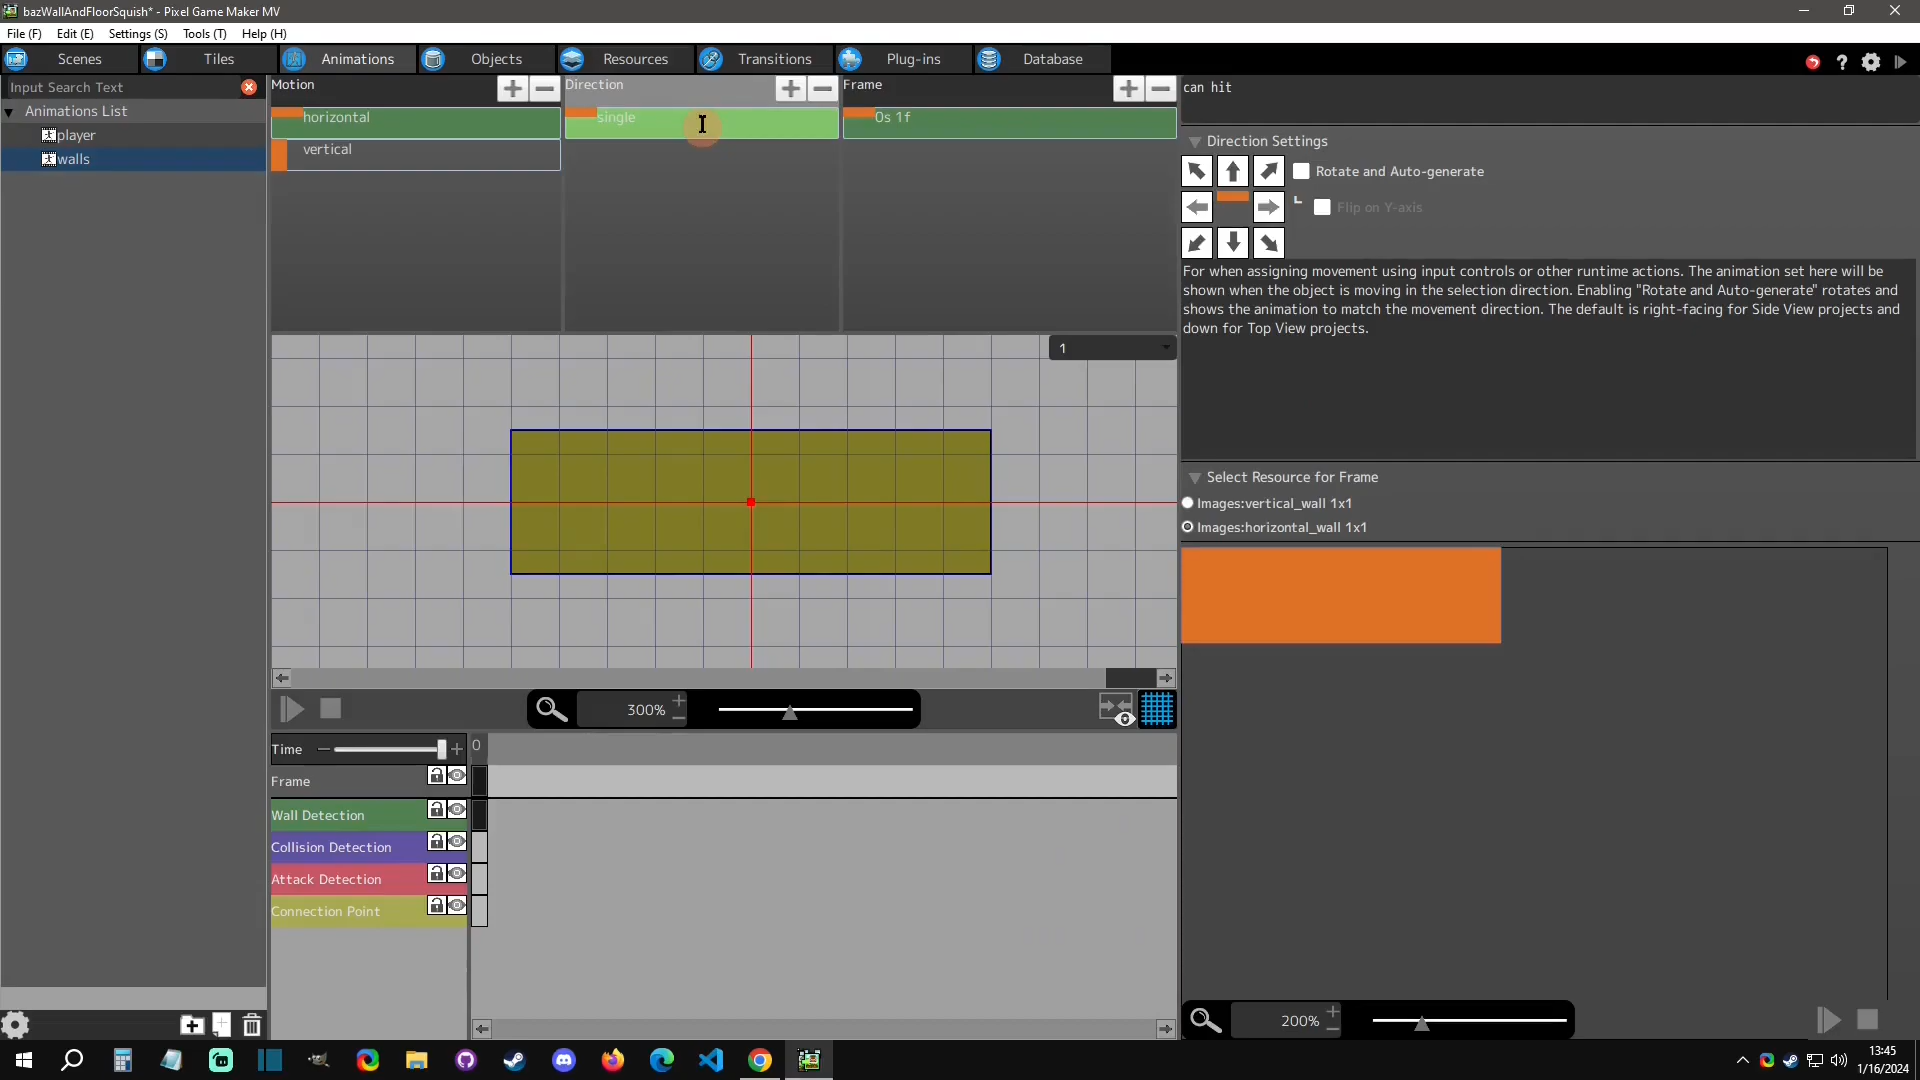 bazWallAndFloorSquish* - Pixel Game Maker MV
File (F) Edit (E) Settings (S) Tools (T) Help (H)
Scenes Tiles Animations Objects Resources Transitions Plug-ins Database
Input Search Text
Animations List
player
walls
Motion
horizontal
vertical
Direction
single
Frame
0s 1f
can hit
Direction Settings
Rotate and Auto-generate
Flip on Y-axis
For when assigning movement using input controls or other runtime actions. The animation set here will be
shown when the object is moving in the selection direction. Enabling "Rotate and Auto-generate" rotates and
shows the animation to match the movement direction. The default is right-facing for Side View projects and
down for Top View projects.
1
Select Resource for Frame
Images:vertical_wall 1x1
Images:horizontal_wall 1x1
300%
Time 0
Frame
Wall Detection
Collision Detection
Attack Detection
Connection Point
200%
13:45
1/16/2024